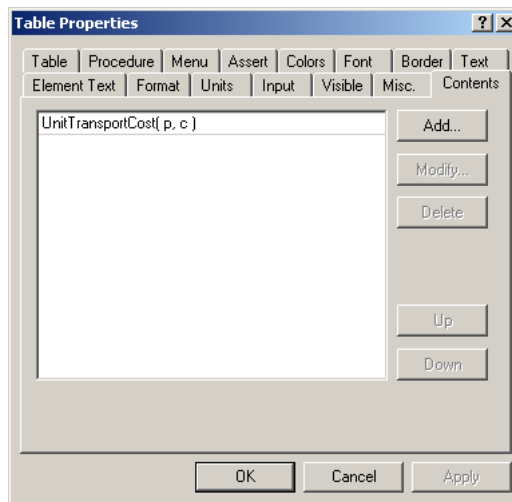 Table Properties
Table Procedure Menu Assert Colors Font Border Text
Element Text Format Units Input Visible Misc. Contents
UnitTransportCost( p, c )
Add...
Modify...
Delete
Up
Down
OK Cancel Apply